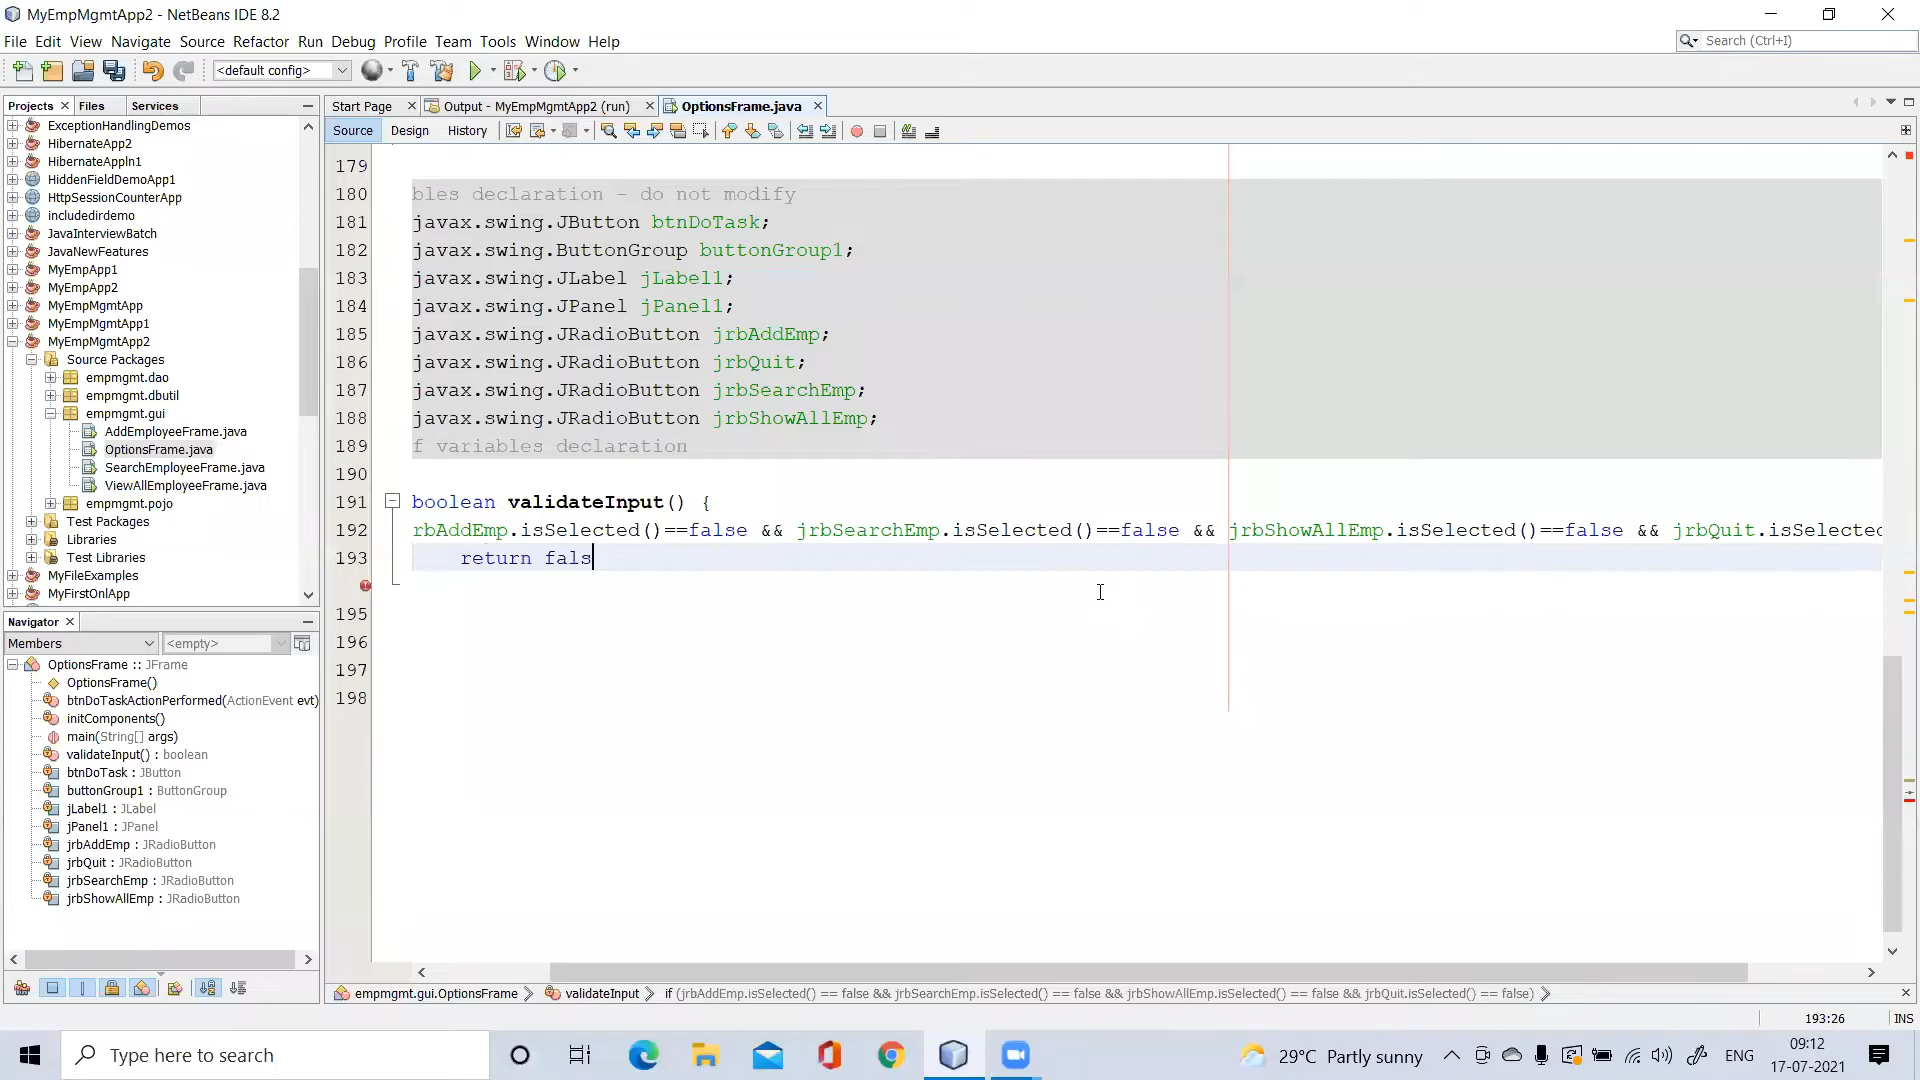 MyEmpMgmtApp2 - NetBeans IDE 8.2
File Edit View Navigate Source Refactor Run Debug Profile Team Tools Window Help
Search (Ctrl+I)
<default config>
Projects Files Services
Start Page Output - MyEmpMgmtApp2 (run) OptionsFrame.java
Source Design History
ExceptionHandlingDemos
HibernateApp2
HibernateAppln1
HiddenFieldDemoApp1
HttpSessionCounterApp
includedirdemo
JavaInterviewBatch
JavaNewFeatures
MyEmpApp1
MyEmpApp2
MyEmpMgmtApp
MyEmpMgmtApp1
MyEmpMgmtApp2
Source Packages
empmgmt.dao
empmgmt.dbutil
empmgmt.gui
AddEmployeeFrame.java
OptionsFrame.java
SearchEmployeeFrame.java
ViewAllEmployeeFrame.java
empmgmt.pojo
Test Packages
Libraries
Test Libraries
MyFileExamples
MyFirstOnlApp
Navigator
Members <empty>
OptionsFrame :: JFrame
OptionsFrame()
btnDoTaskActionPerformed(ActionEvent evt)
initComponents()
main(String[] args)
validateInput() : boolean
btnDoTask : JButton
buttonGroup1 : ButtonGroup
jLabel1 : JLabel
jPanel1 : JPanel
jrbAddEmp : JRadioButton
jrbQuit : JRadioButton
jrbSearchEmp : JRadioButton
jrbShowAllEmp : JRadioButton
179
180 bles declaration - do not modify
181 javax.swing.JButton btnDoTask;
182 javax.swing.ButtonGroup buttonGroup1;
183 javax.swing.JLabel jLabel1;
184 javax.swing.JPanel jPanel1;
185 javax.swing.JRadioButton jrbAddEmp;
186 javax.swing.JRadioButton jrbQuit;
187 javax.swing.JRadioButton jrbSearchEmp;
188 javax.swing.JRadioButton jrbShowAllEmp;
189 f variables declaration
190
191 boolean validateInput() {
192 rbAddEmp.isSelected()==false && jrbSearchEmp.isSelected()==false && jrbShowAllEmp.isSelected()==false && jrbQuit.isSelected
193 return fals
195
196
197
198
empmgmt.gui.OptionsFrame validateInput if (jrbAddEmp.isSelected() == false && jrbSearchEmp.isSelected() == false && jrbShowAllEmp.isSelected() == false && jrbQuit.isSelected() == false)
193:26 INS
Type here to search
29°C Partly sunny
ENG
09:12
17-07-2021